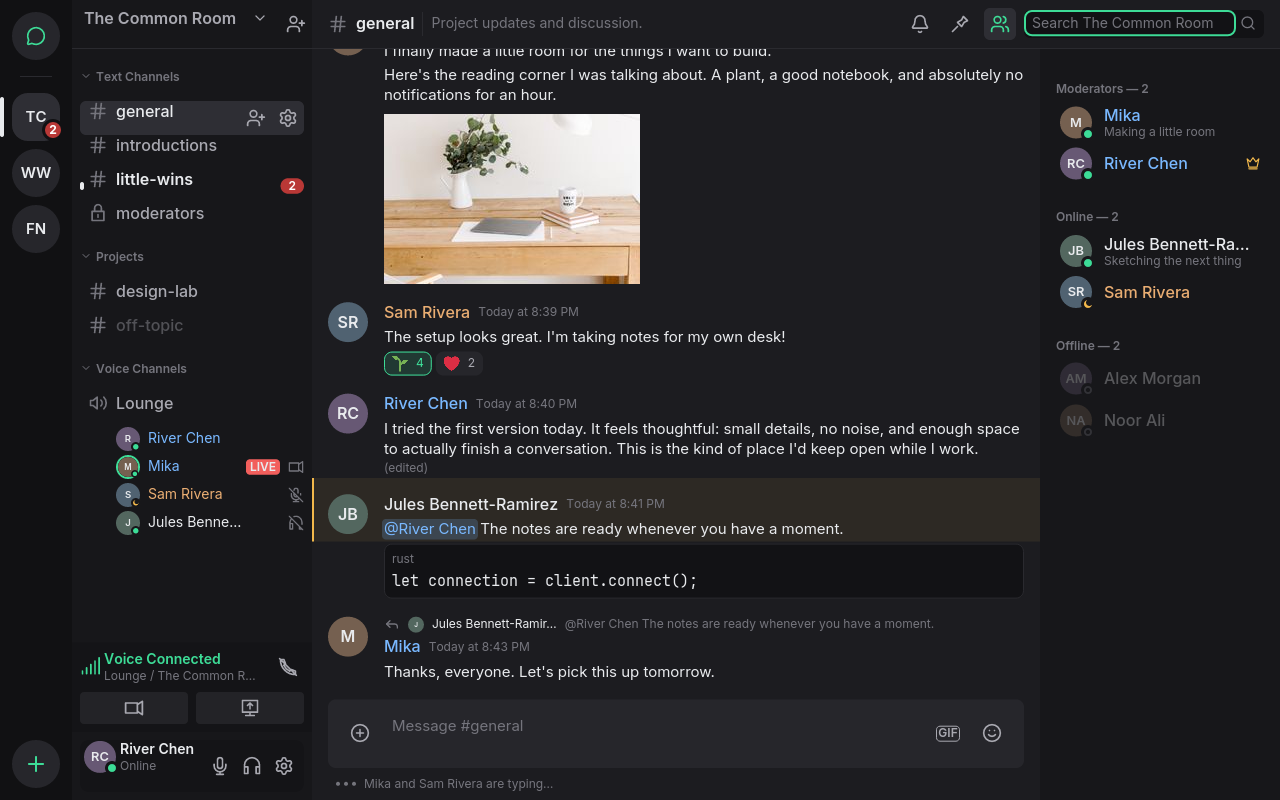 TC
2
WW
FN
The Common Room
Text Channels
general
introductions
little-wins
2
moderators
Projects
design-lab
off-topic
Voice Channels
Lounge
R
River Chen
M
Mika
LIVE
S
Sam Rivera
J
Jules Benne...
Voice Connected
Lounge / The Common R...
RC
River Chen
Online
# general
Project updates and discussion.
Search The Common Room
I finally made a little room for the things I want to build.
Here's the reading corner I was talking about. A plant, a good notebook, and absolutely no
notifications for an hour.
SR
Sam Rivera Today at 8:39 PM
The setup looks great. I'm taking notes for my own desk!
4
2
RC
River Chen Today at 8:40 PM
I tried the first version today. It feels thoughtful: small details, no noise, and enough space
to actually finish a conversation. This is the kind of place I'd keep open while I work.
(edited)
JB
Jules Bennett-Ramirez Today at 8:41 PM
@River Chen The notes are ready whenever you have a moment.
rust
let connection = client.connect();
J
Jules Bennett-Ramir... @River Chen The notes are ready whenever you have a moment.
M
Mika Today at 8:43 PM
Thanks, everyone. Let's pick this up tomorrow.
Message #general
GIF
Mika and Sam Rivera are typing...
Moderators — 2
M
Mika
Making a little room
RC
River Chen
Online — 2
JB
Jules Bennett-Ra...
Sketching the next thing
SR
Sam Rivera
Offline — 2
AM
Alex Morgan
NA
Noor Ali